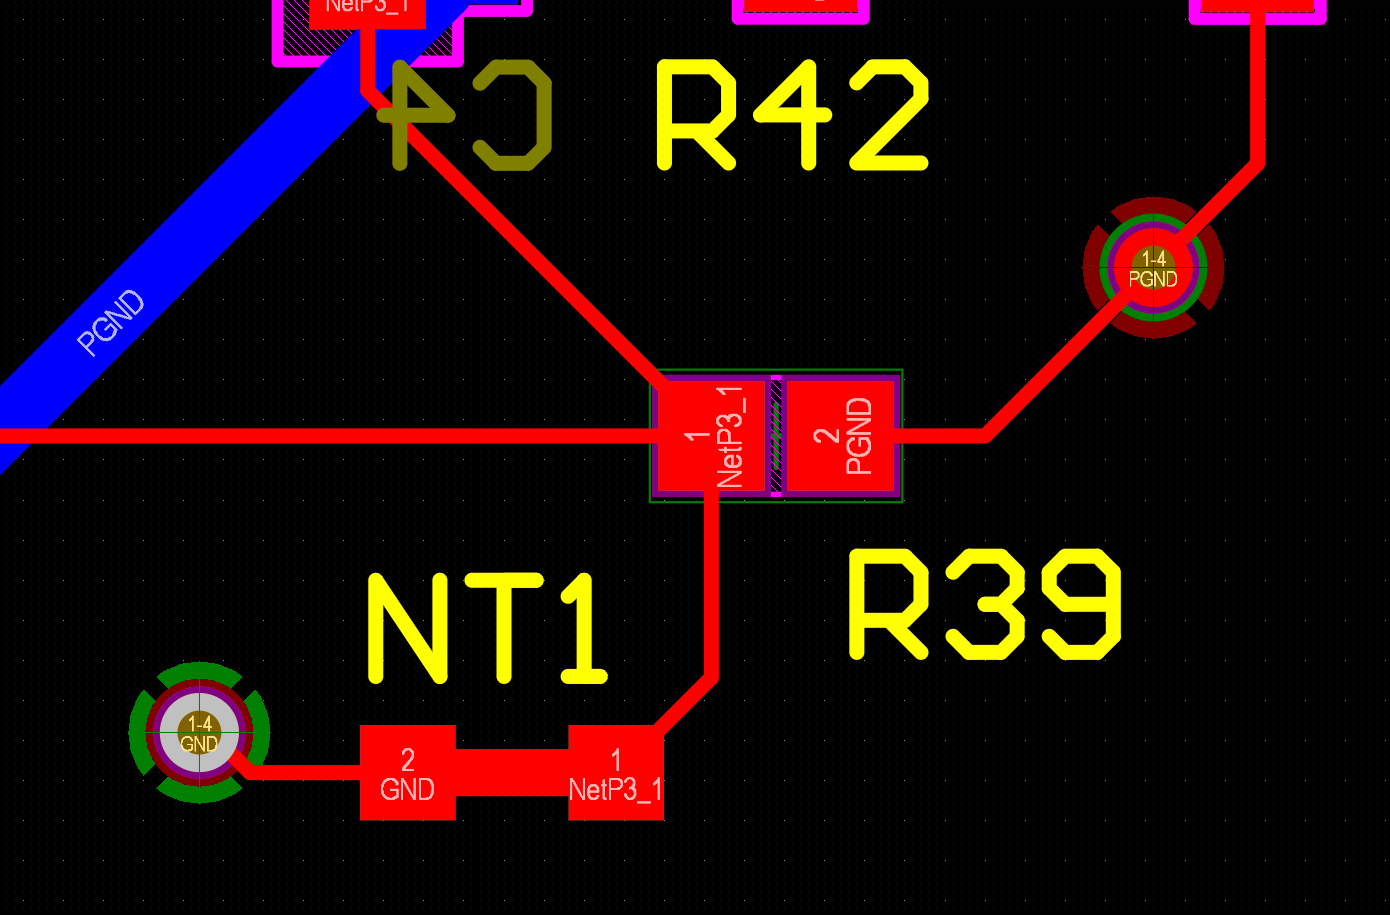 NetP3_1
C4
R42
1-4
PGND
PGND
1
NetP3_1
2
PGND
NT1
R39
1-4
GND
2
GND
1
NetP3_1